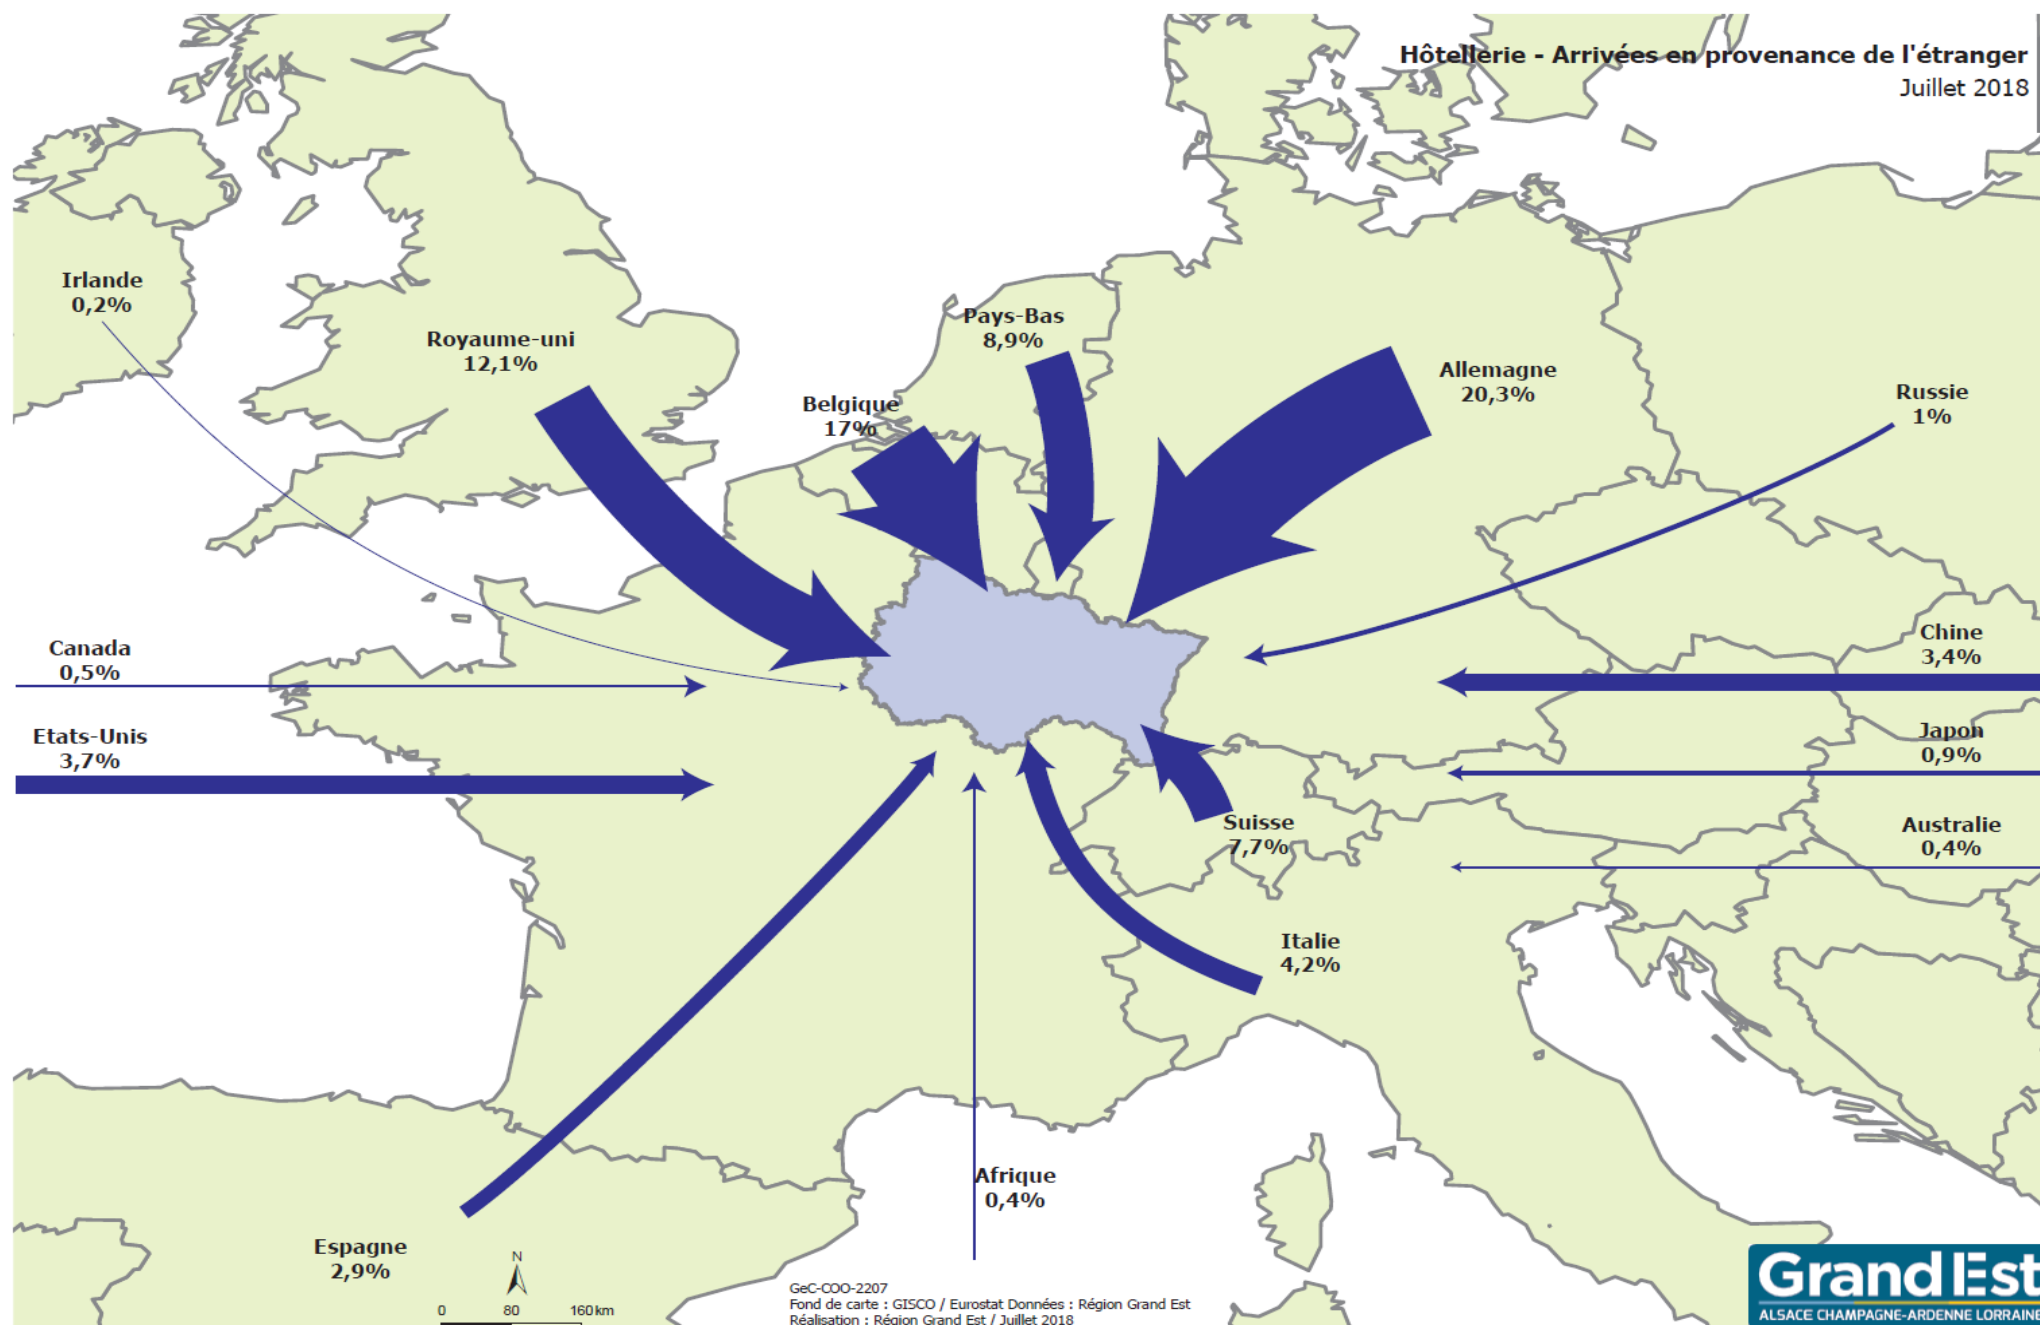 Hôtellerie - Arrivées en provenance de l'étranger
Juillet 2018
Irlande
0,2%
Royaume-uni
12,1%
Pays-Bas
8,9%
Belgique
17%
Allemagne
20,3%
Russie
1%
Canada
0,5%
Chine
3,4%
Etats-Unis
3,7%
Japon
0,9%
Suisse
7,7%
Australie
0,4%
Italie
4,2%
Afrique
0,4%
Espagne
2,9%
N
0 80 160 km
GeC-COO-2207
Fond de carte : GISCO / Eurostat Données : Région Grand Est
Réalisation : Région Grand Est / Juillet 2018
Grand Est
ALSACE CHAMPAGNE-ARDENNE LORRAINE